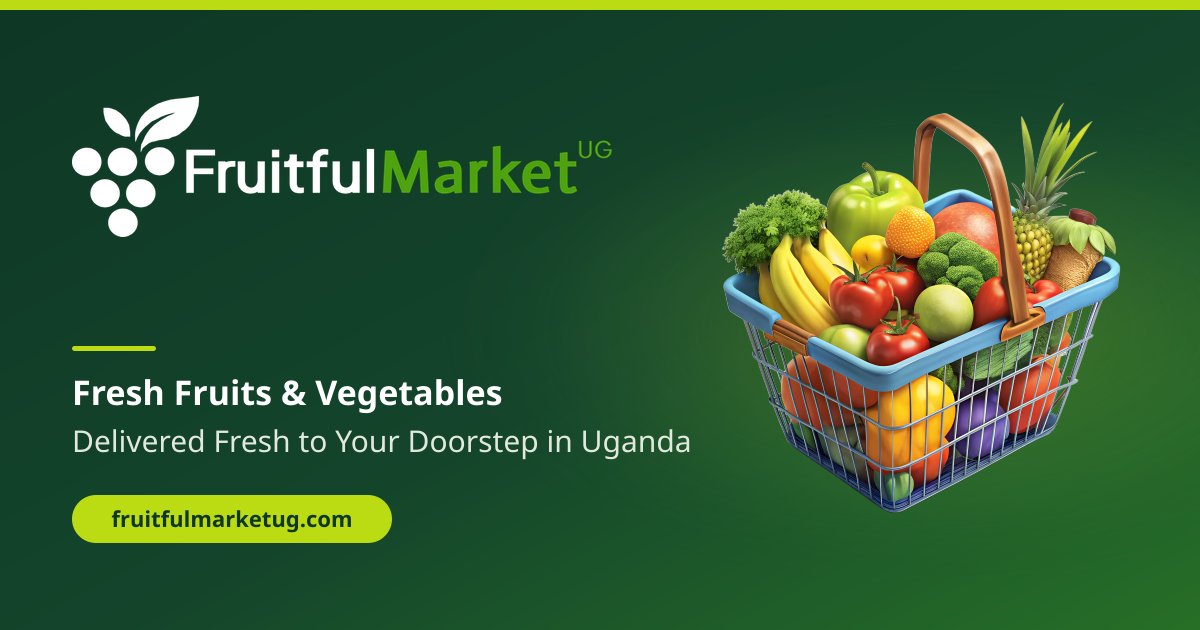 FruitfulMarket UG
Fresh Fruits & Vegetables
Delivered Fresh to Your Doorstep in Uganda
fruitfulmarketug.com